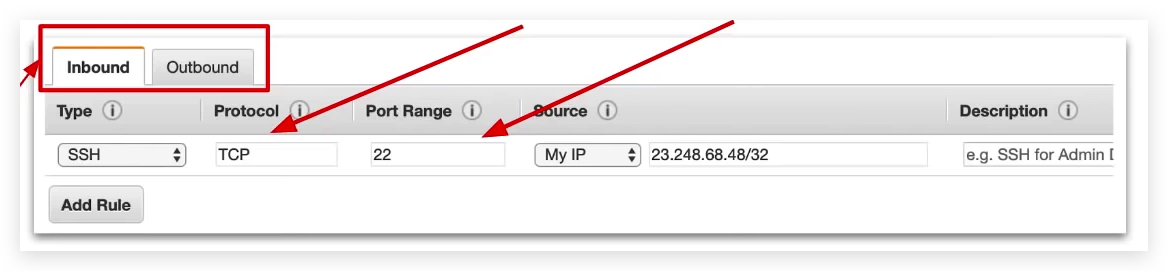 Inbound Outbound
Type i Protocol i Port Range i Source i Description i
SSH TCP 22 My IP 23.248.68.48/32 e.g. SSH for Admin D
Add Rule